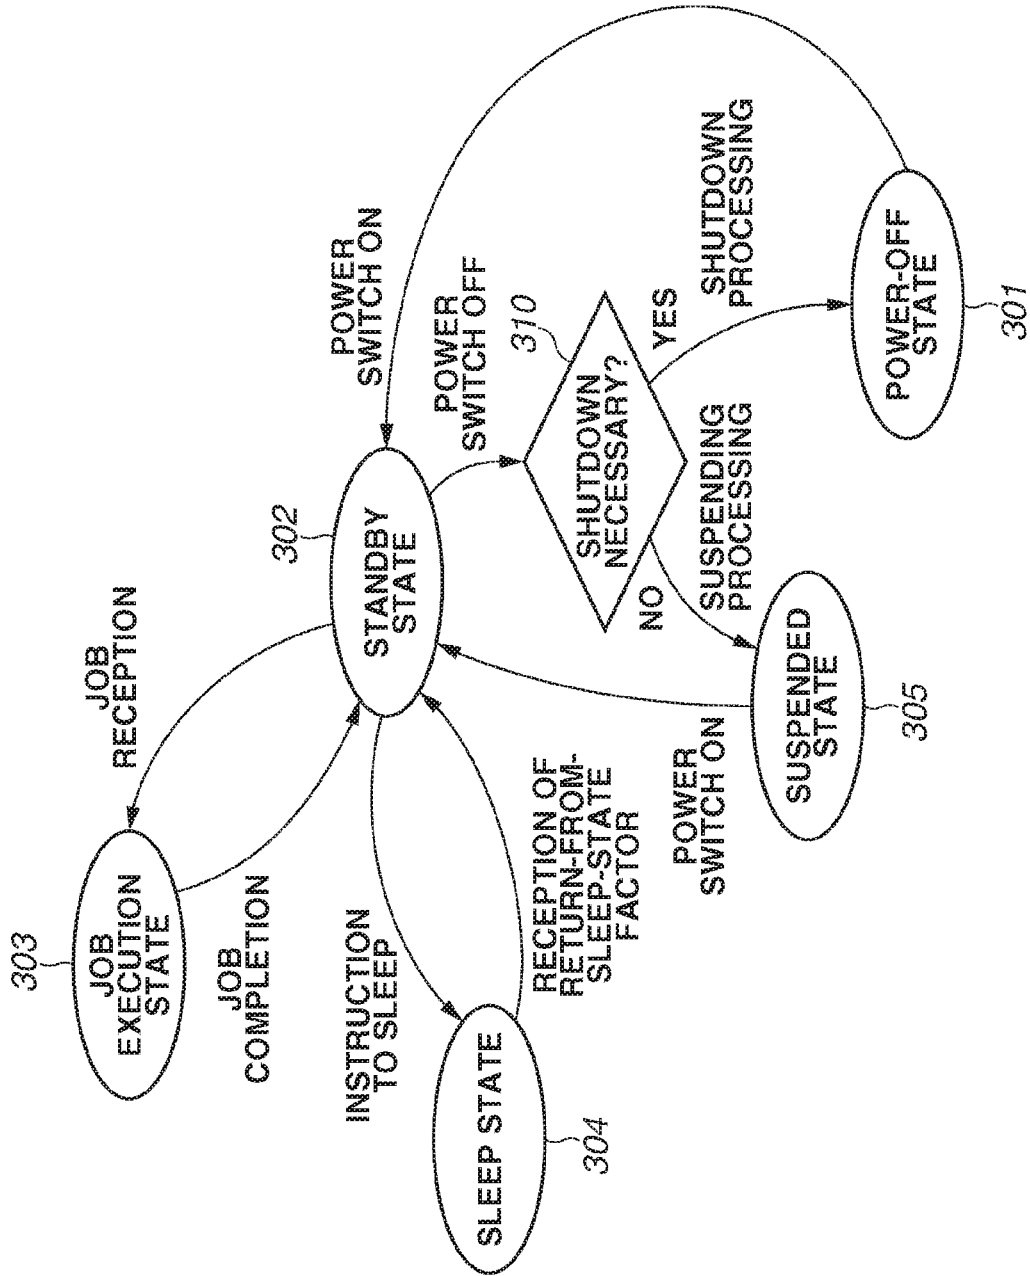 303
JOB
EXECUTION
STATE
JOB
RECEPTION
302
STANDBY
STATE
POWER
SWITCH ON
JOB
COMPLETION
INSTRUCTION
TO SLEEP
POWER
SWITCH OFF
310
SLEEP STATE
304
RECEPTION OF
RETURN-FROM-
SLEEP-STATE
FACTOR
SHUTDOWN
NECESSARY?
NO
YES
POWER
SWITCH ON
SUSPENDING
PROCESSING
SHUTDOWN
PROCESSING
SUSPENDED
STATE
305
POWER-OFF
STATE
301